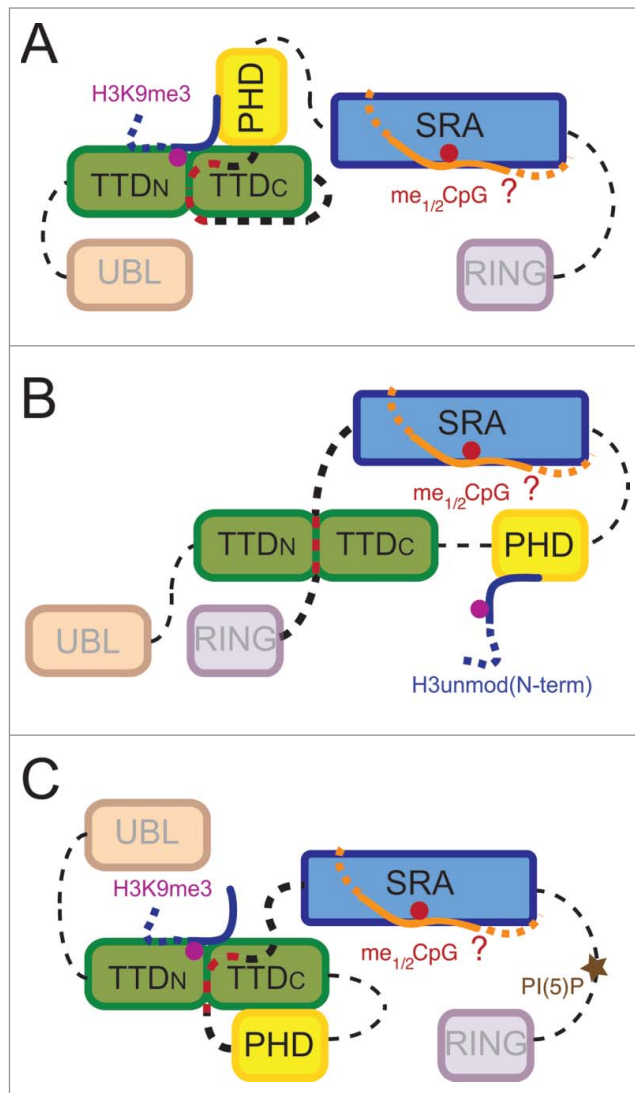 A
H3K9me3
PHD
SRA
TTDN
TTDC
me1/2CpG ?
UBL
RING
B
SRA
me1/2CpG ?
TTDN
TTDC
PHD
UBL
RING
H3unmod(N-term)
C
UBL
H3K9me3
SRA
me1/2CpG ?
TTDN
TTDC
PI(5)P
PHD
RING